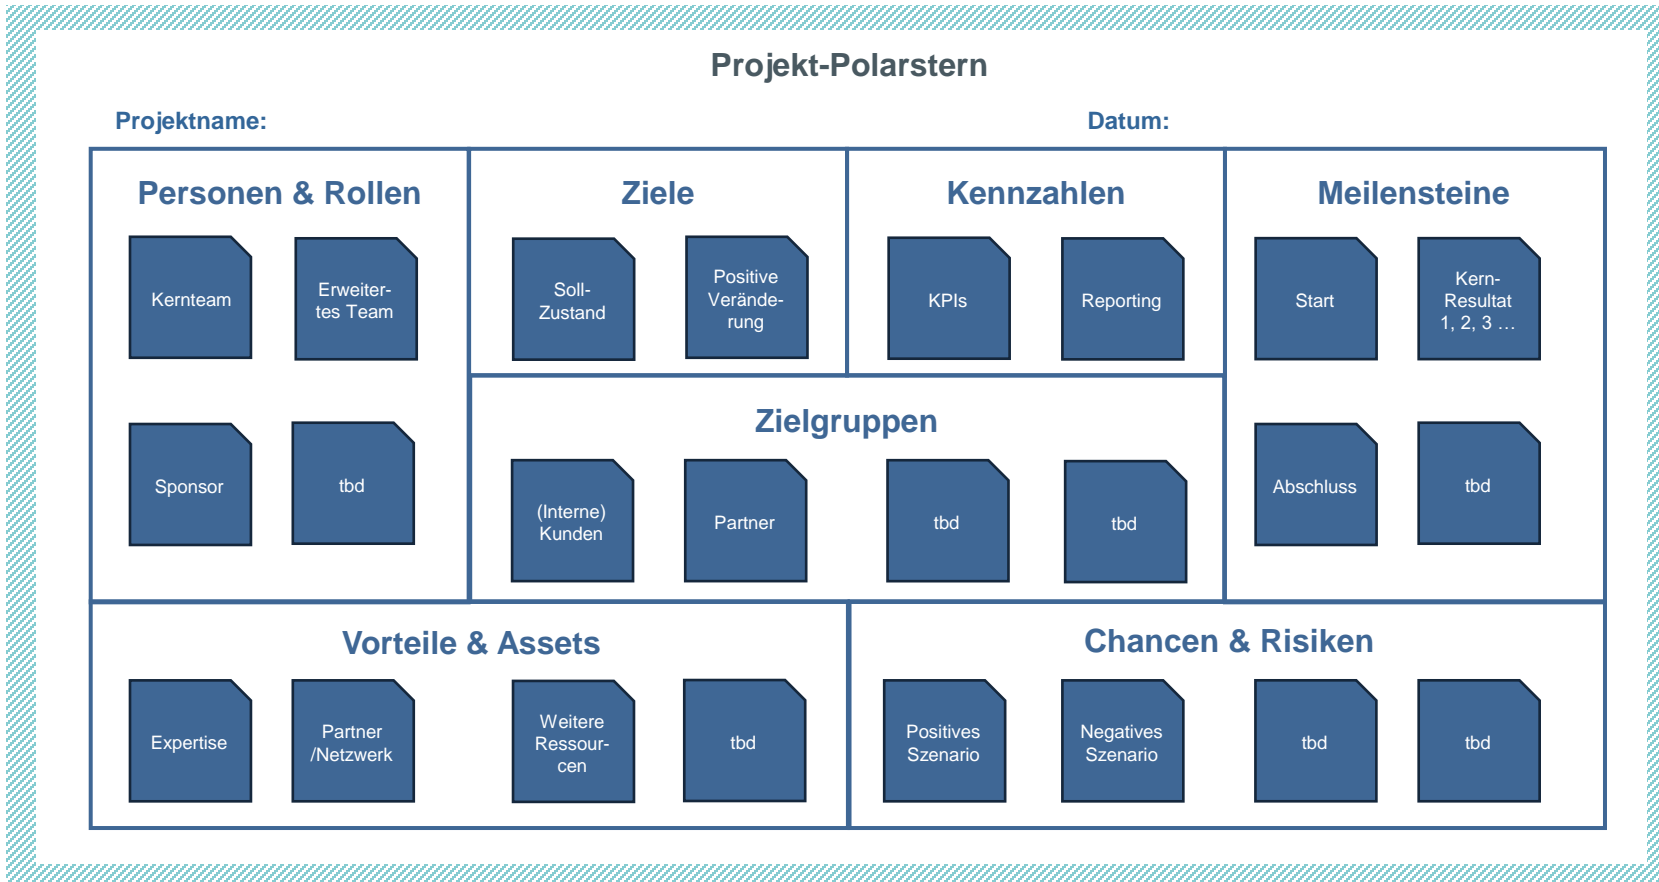 Projekt-Polarstern
Projektname:
Datum:
Personen & Rollen
Kernteam
Erweiter-
tes Team
Sponsor
tbd
Ziele
Soll-
Zustand
Positive
Verände-
rung
Kennzahlen
KPIs
Reporting
Meilensteine
Start
Kern-
Resultat
1, 2, 3 …
Abschluss
tbd
Zielgruppen
(Interne)
Kunden
Partner
tbd
tbd
Vorteile & Assets
Expertise
Partner
/Netzwerk
Weitere
Ressour-
cen
tbd
Chancen & Risiken
Positives
Szenario
Negatives
Szenario
tbd
tbd